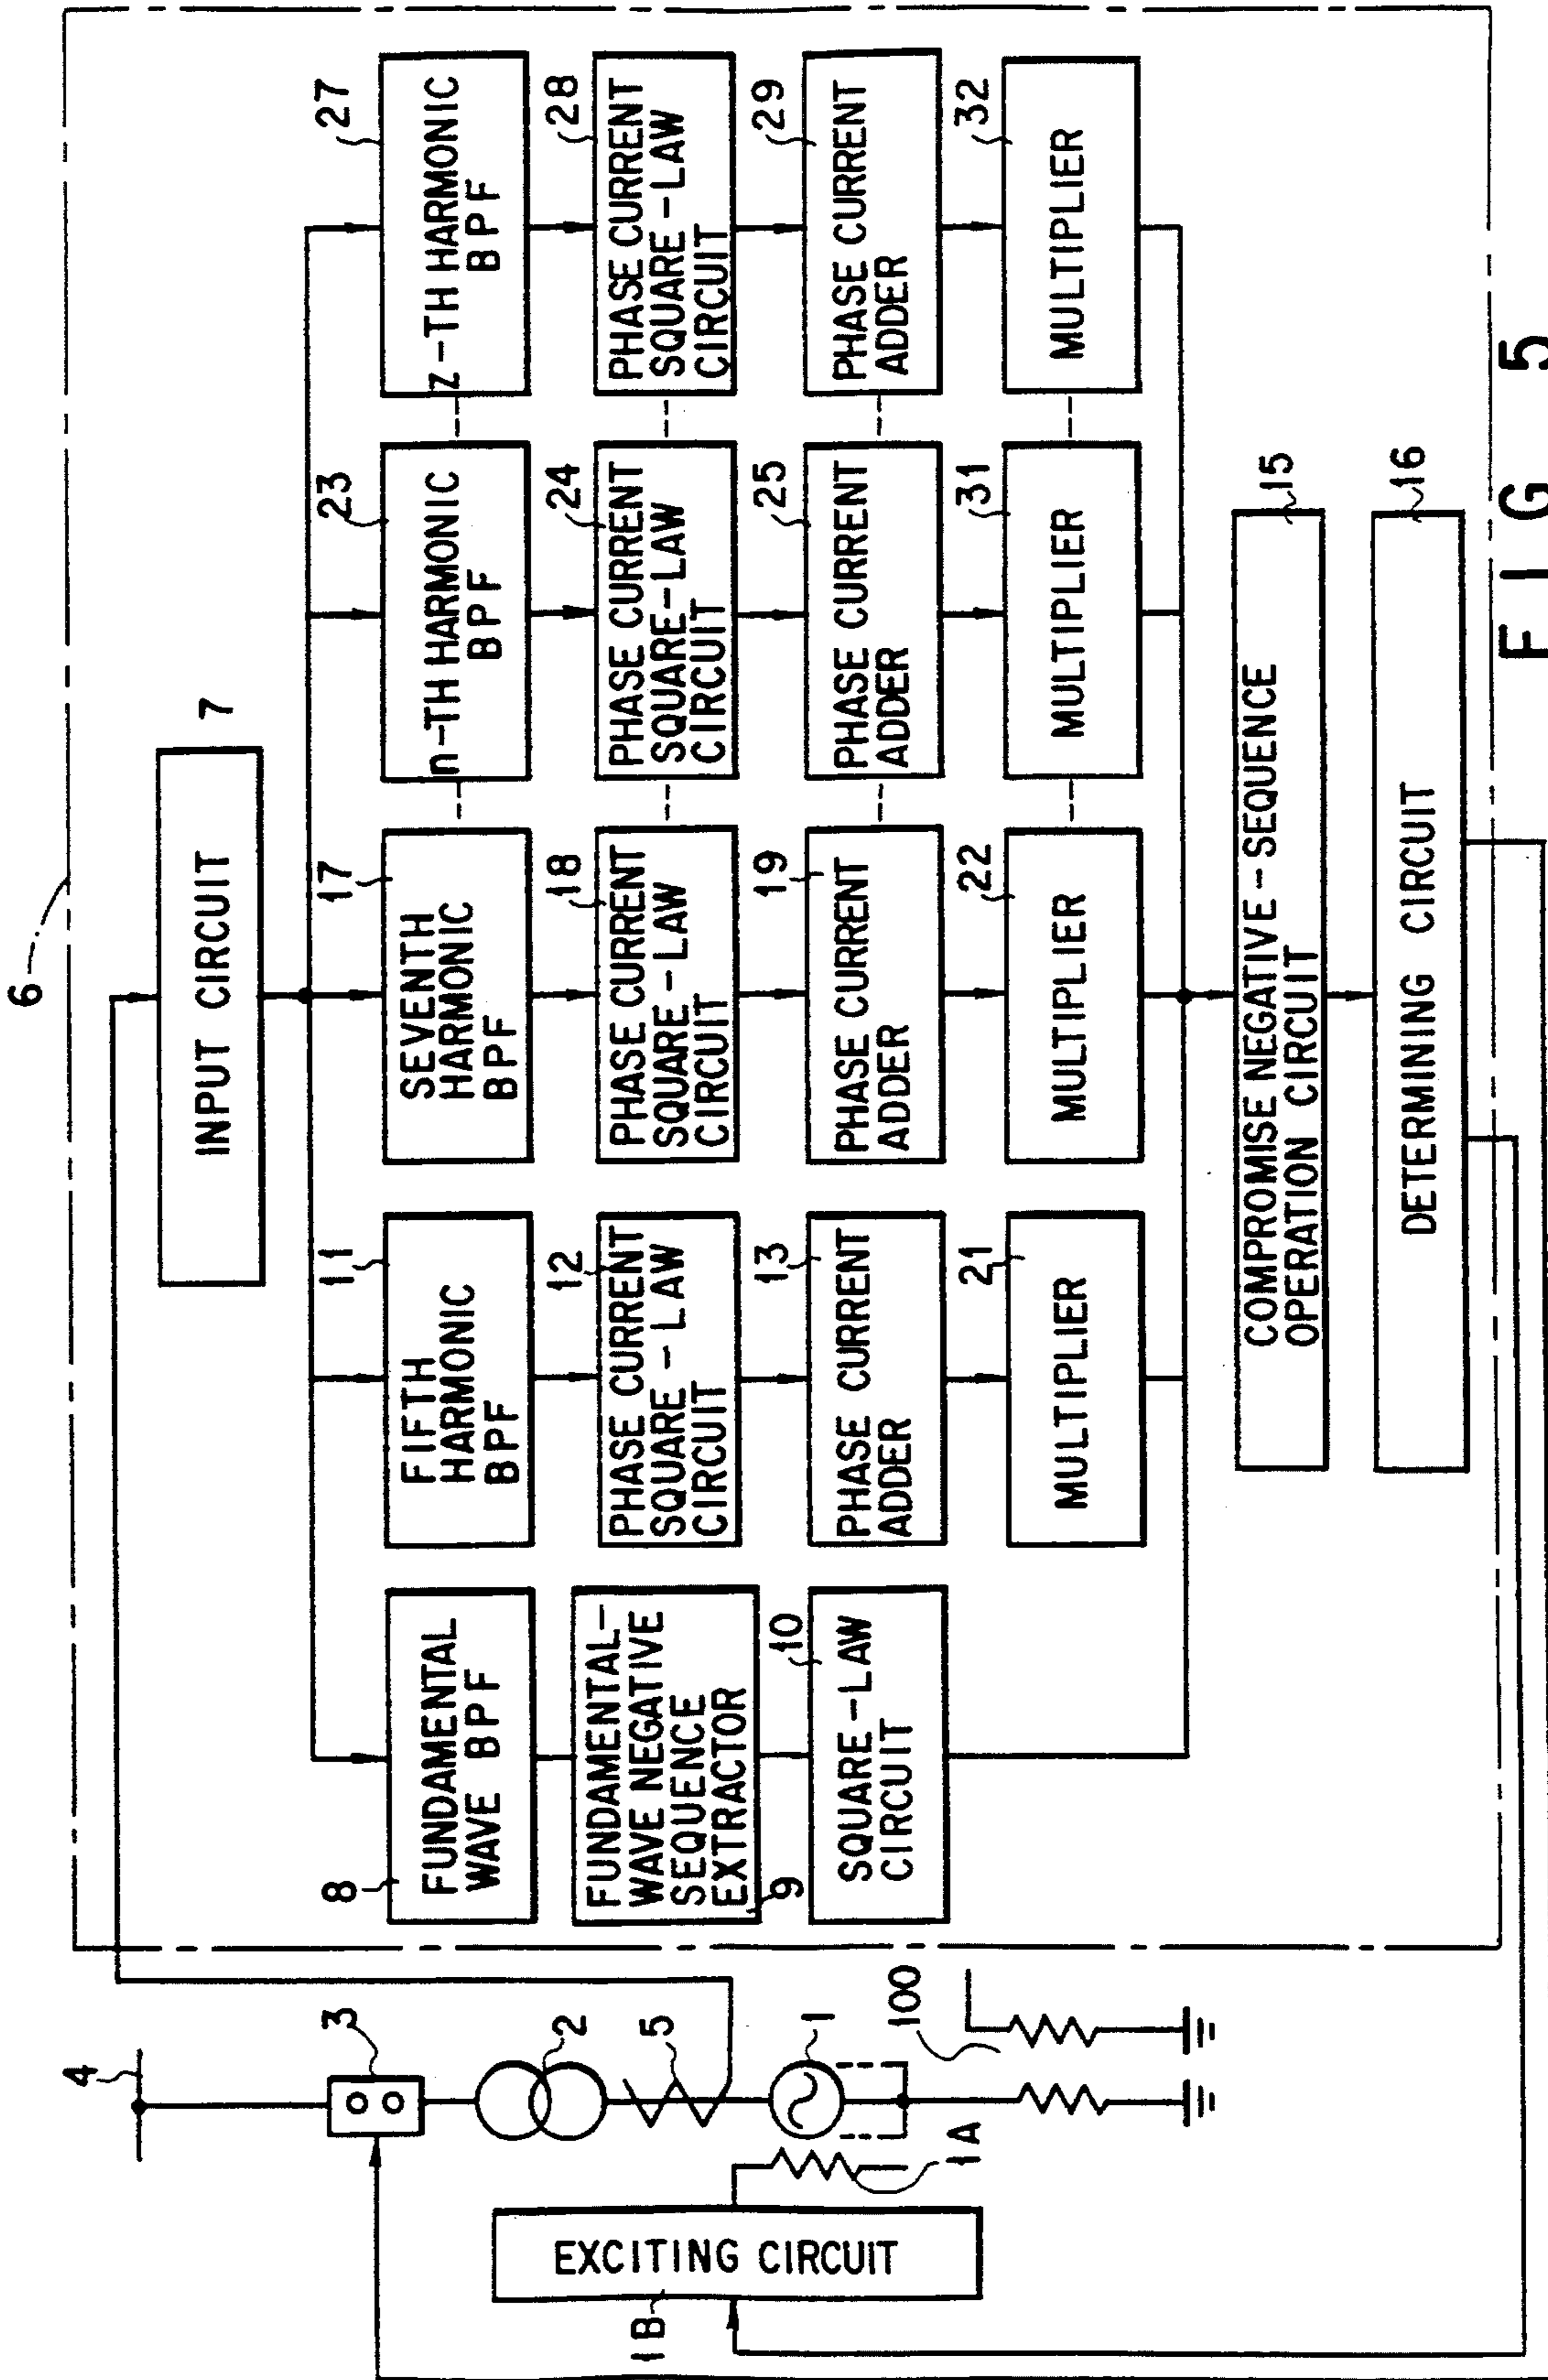 6
INPUT CIRCUIT
7
8
FUNDAMENTAL
WAVE BPF
11
FIFTH
HARMONIC
BPF
17
SEVENTH
HARMONIC
BPF
23
n-TH HARMONIC
BPF
27
z-TH HARMONIC
BPF
9
FUNDAMENTAL-
WAVE NEGATIVE
SEQUENCE
EXTRACTOR
12
PHASE CURRENT
SQUARE-LAW
CIRCUIT
18
PHASE CURRENT
SQUARE-LAW
CIRCUIT
24
PHASE CURRENT
SQUARE-LAW
CIRCUIT
28
PHASE CURRENT
SQUARE-LAW
CIRCUIT
10
SQUARE-LAW
CIRCUIT
13
PHASE CURRENT
ADDER
19
PHASE CURRENT
ADDER
25
PHASE CURRENT
ADDER
29
PHASE CURRENT
ADDER
21
MULTIPLIER
22
MULTIPLIER
31
MULTIPLIER
32
MULTIPLIER
COMPROMISE NEGATIVE-SEQUENCE
OPERATION CIRCUIT
15
DETERMINING CIRCUIT
16
4
3
2
5
1
100
1A
EXCITING CIRCUIT
1B
FIG 5